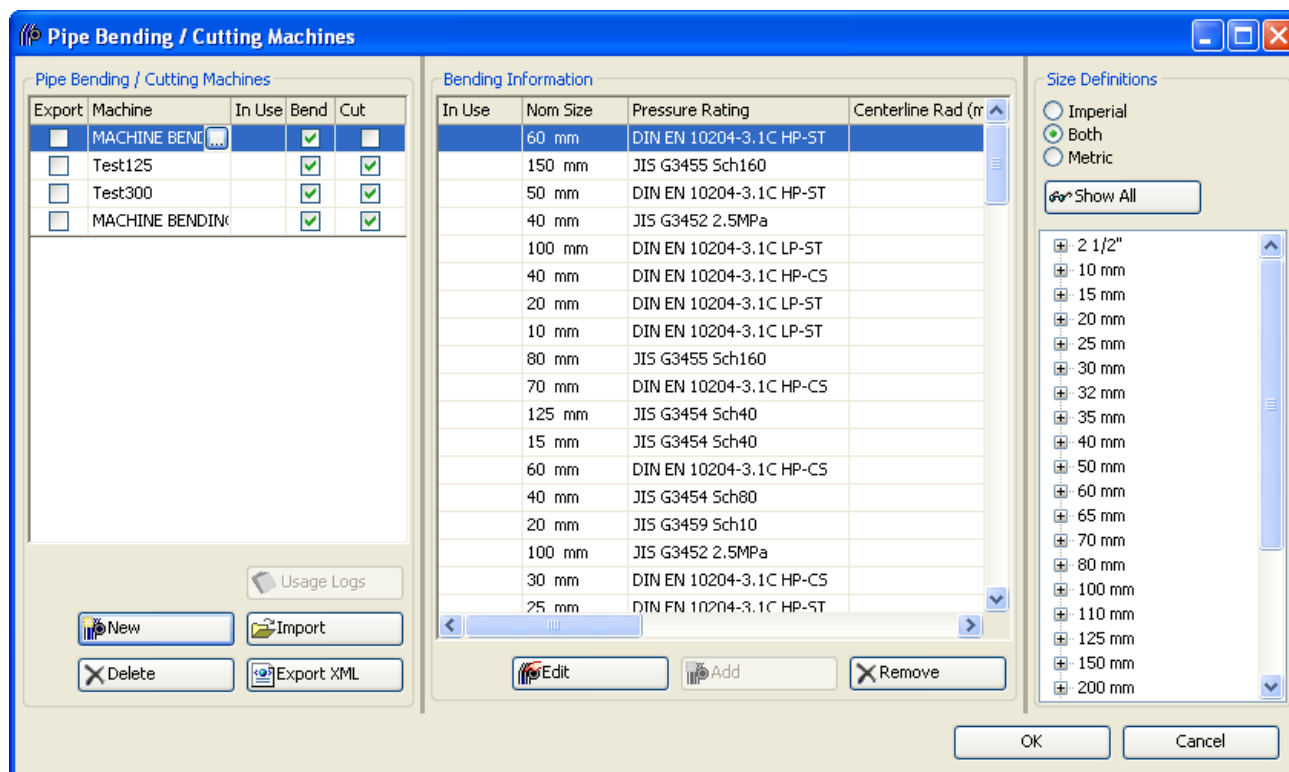 Pipe Bending / Cutting Machines
Pipe Bending / Cutting Machines
Export Machine In Use Bend Cut
MACHINE BEND ...
Test125
Test300
MACHINE BENDING
Usage Logs
New Import
Delete Export XML
Bending Information
In Use Nom Size Pressure Rating Centerline Rad (m
60 mm DIN EN 10204-3.1C HP-ST
150 mm JIS G3455 Sch160
50 mm DIN EN 10204-3.1C HP-ST
40 mm JIS G3452 2.5MPa
100 mm DIN EN 10204-3.1C LP-ST
40 mm DIN EN 10204-3.1C HP-CS
20 mm DIN EN 10204-3.1C LP-ST
10 mm DIN EN 10204-3.1C LP-ST
80 mm JIS G3455 Sch160
70 mm DIN EN 10204-3.1C HP-CS
125 mm JIS G3454 Sch40
15 mm JIS G3454 Sch40
60 mm DIN EN 10204-3.1C HP-CS
40 mm JIS G3454 Sch80
20 mm JIS G3459 Sch10
100 mm JIS G3452 2.5MPa
30 mm DIN EN 10204-3.1C HP-CS
25 mm DIN EN 10204-3.1C HP-ST
Edit Add Remove
Size Definitions
Imperial
Both
Metric
Show All
2 1/2"
10 mm
15 mm
20 mm
25 mm
30 mm
32 mm
35 mm
40 mm
50 mm
60 mm
65 mm
70 mm
80 mm
100 mm
110 mm
125 mm
150 mm
200 mm
OK Cancel